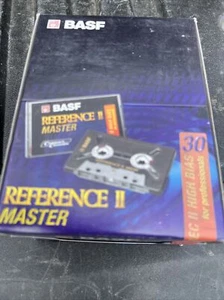 BASF
BASF
REFERENCE II
MASTER
30
IEC II HIGH BIAS
for professionals
REFERENCE II
MASTER